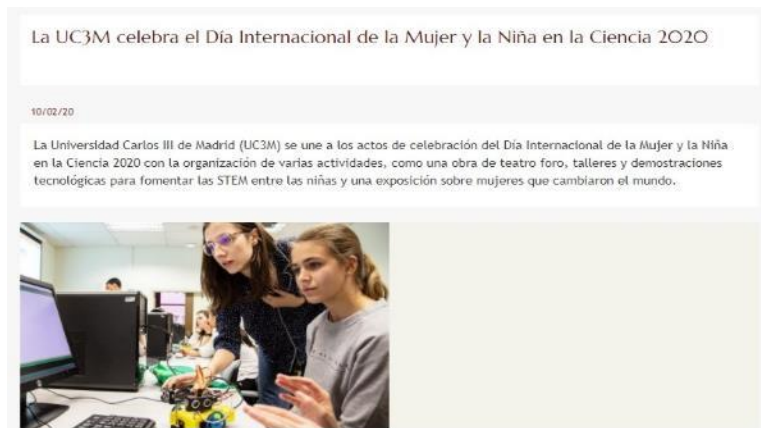 La UC3M celebra el Día Internacional de la Mujer y la Niña en la Ciencia 2020
10/02/20
La Universidad Carlos III de Madrid (UC3M) se une a los actos de celebración del Día Internacional de la Mujer y la Niña
en la Ciencia 2020 con la organización de varias actividades, como una obra de teatro foro, talleres y demostraciones
tecnológicas para fomentar las STEM entre las niñas y una exposición sobre mujeres que cambiaron el mundo.